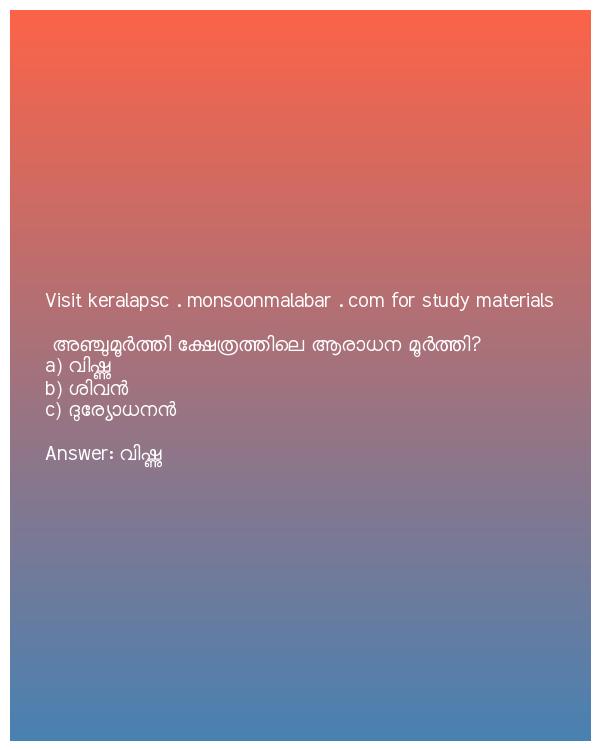 Visit keralapsc . monsoonmalabar . com for study materials
അഞ്ചുമൂർത്തി ക്ഷേത്രത്തിലെ ആരാധന മൂർത്തി?
a) വിഷ്ണു
b) ശിവൻ
c) ദുര്യോധനൻ
Answer: വിഷ്ണു